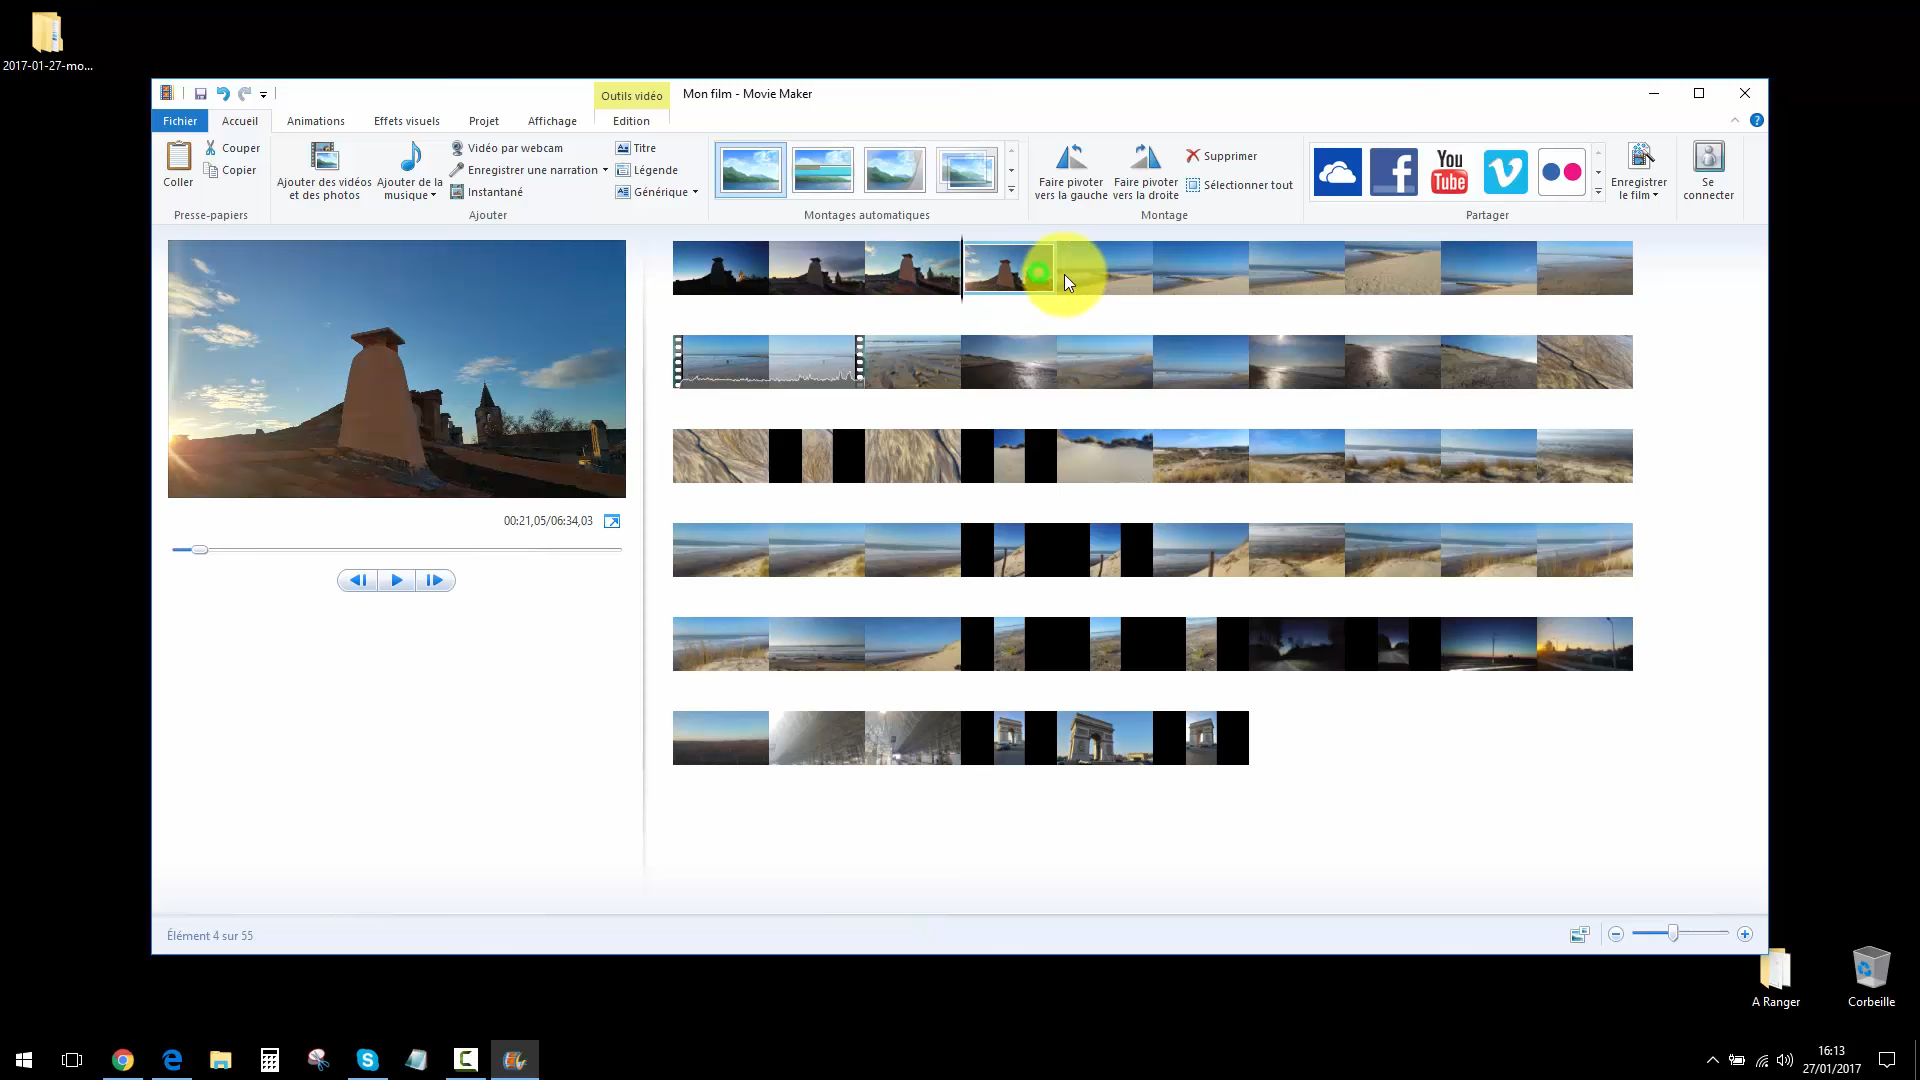 2017-01-27-mo...
Outils vidéo
Mon film - Movie Maker
Fichier
Accueil
Animations
Effets visuels
Projet
Affichage
Edition
Coller
Couper
Copier
Presse-papiers
Ajouter des vidéos
et des photos
Ajouter de la
musique
Vidéo par webcam
Enregistrer une narration
Instantané
Titre
Légende
Générique
Ajouter
Montages automatiques
Faire pivoter
vers la gauche
Faire pivoter
vers la droite
Supprimer
Sélectionner tout
Montage
You
Tube
Partager
Enregistrer
le film
Se
connecter
00:21,05/06:34,03
Élément 4 sur 55
A Ranger
Corbeille
16:13
27/01/2017